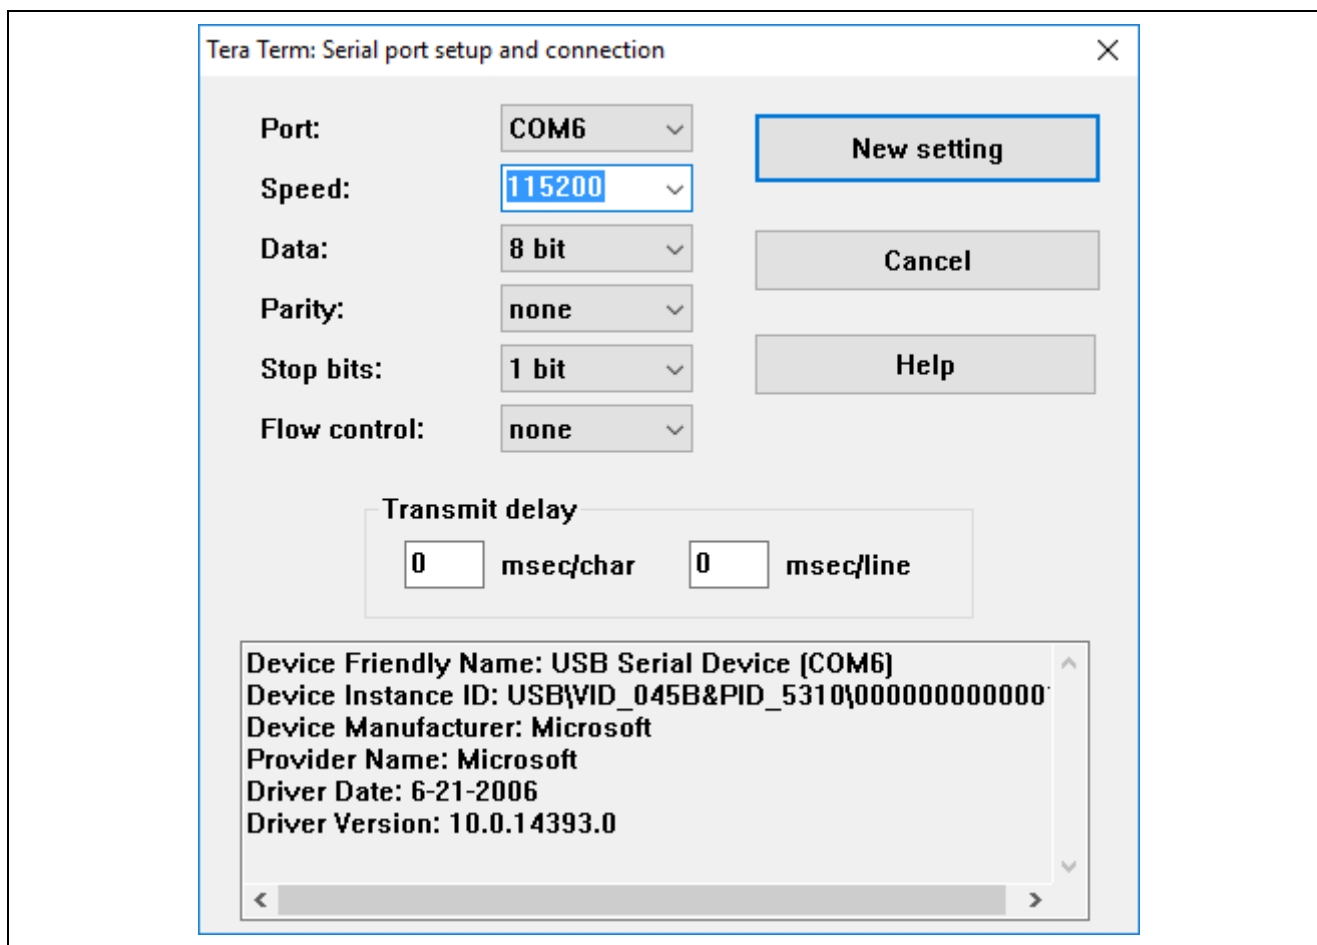 Tera Term: Serial port setup and connection
Port: COM6
New setting
Speed: 115200
Data: 8 bit
Cancel
Parity: none
Stop bits: 1 bit
Help
Flow control: none
Transmit delay
0 msec/char 0 msec/line
Device Friendly Name: USB Serial Device (COM6)
Device Instance ID: USB\VID_045B&PID_5310\000000000000
Device Manufacturer: Microsoft
Provider Name: Microsoft
Driver Date: 6-21-2006
Driver Version: 10.0.14393.0